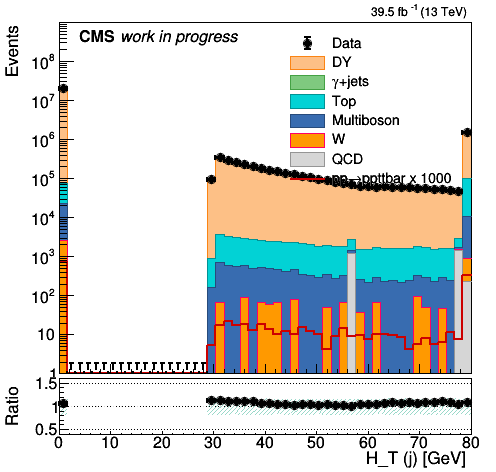 39.5 fb⁻¹ (13 TeV)
CMS work in progress
Events
10⁸
10⁷
10⁶
10⁵
10⁴
10³
10²
10
1
Data
DY
γ+jets
Top
Multiboson
W
QCD
pp→ppttbar x 1000
Ratio
1.5
1
0.5
0 10 20 30 40 50 60 70 80
H_T (j) [GeV]